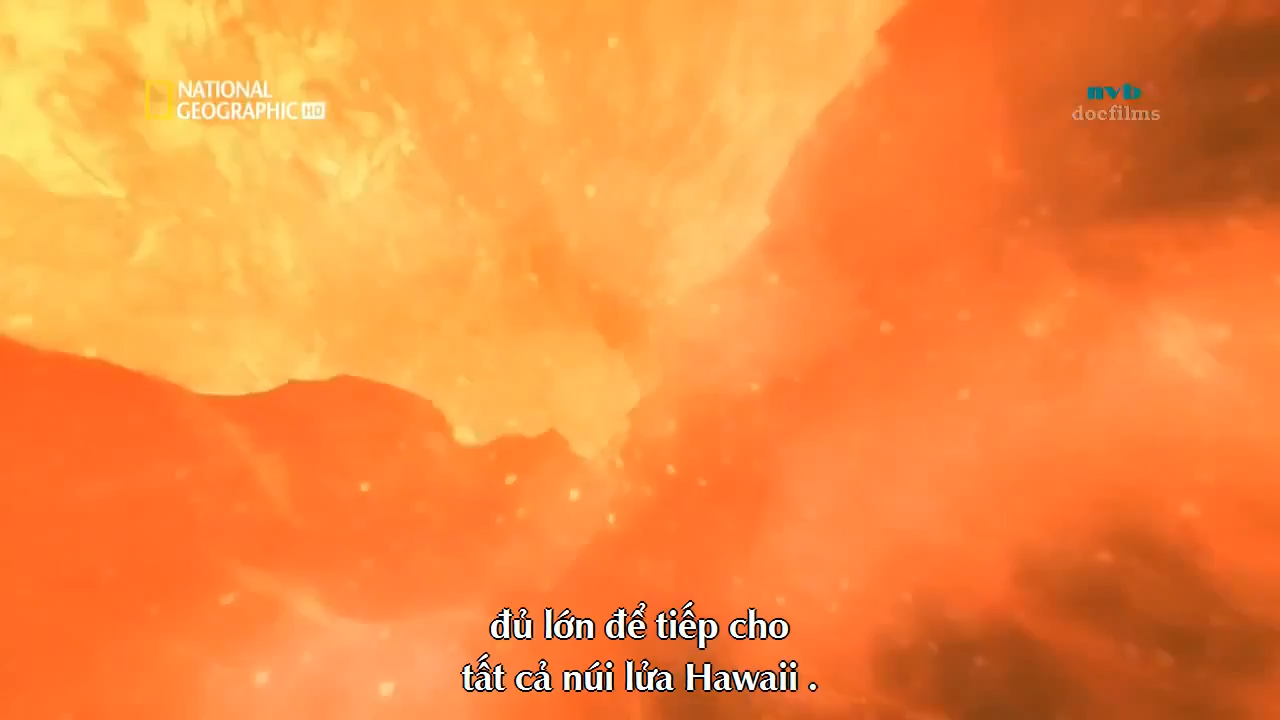 NATIONAL
GEOGRAPHIC HD
nvb
docfilms
đủ lớn để tiếp cho
tất cả núi lửa Hawaii .